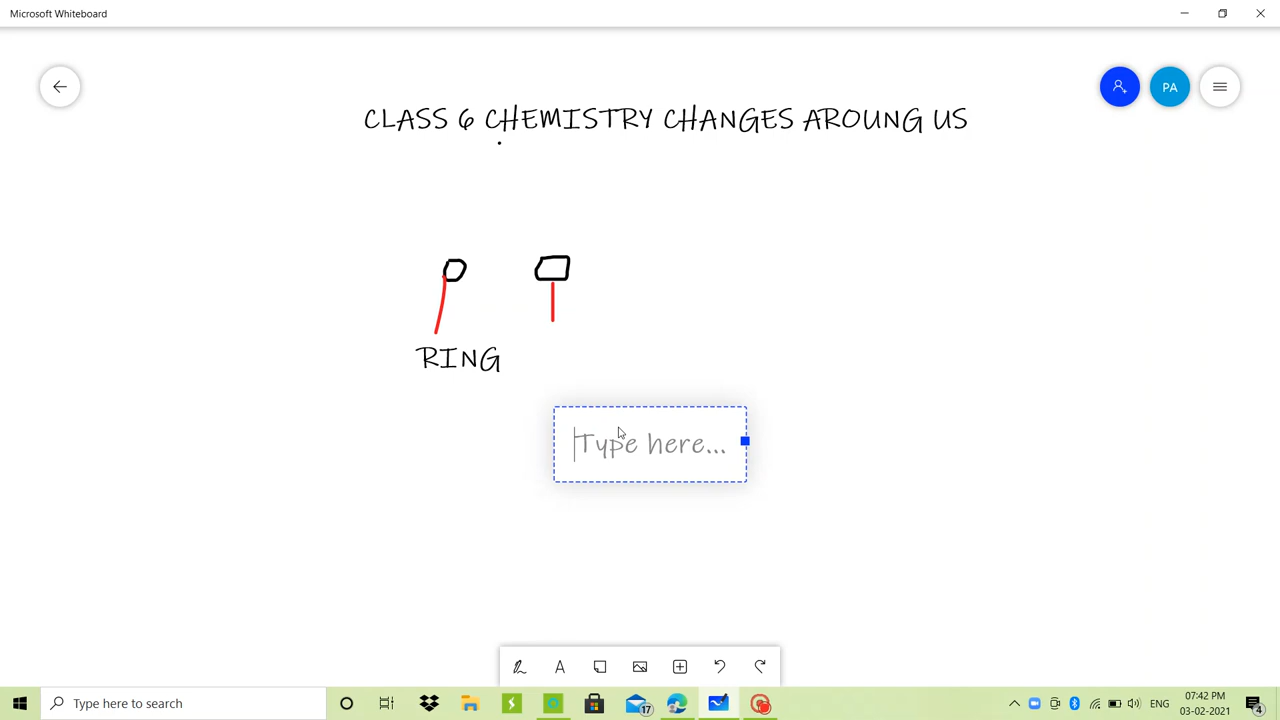 Microsoft Whiteboard
PA
CLASS 6 CHEMISTRY CHANGES AROUNG US
RING
Type here...
A
Type here to search
17
ENG
07:42 PM
03-02-2021
4